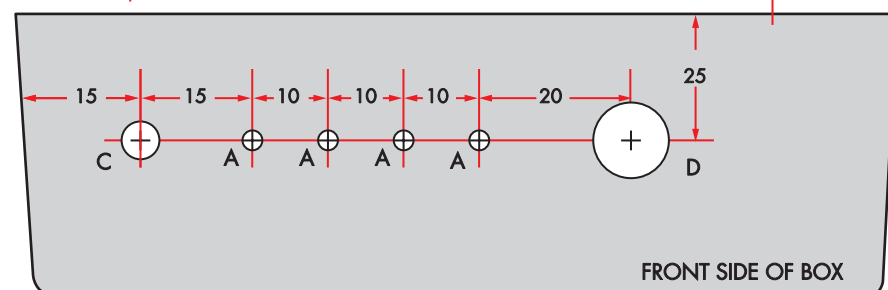 25
15 15 10 10 10 20
C A A A A D
FRONT SIDE OF BOX